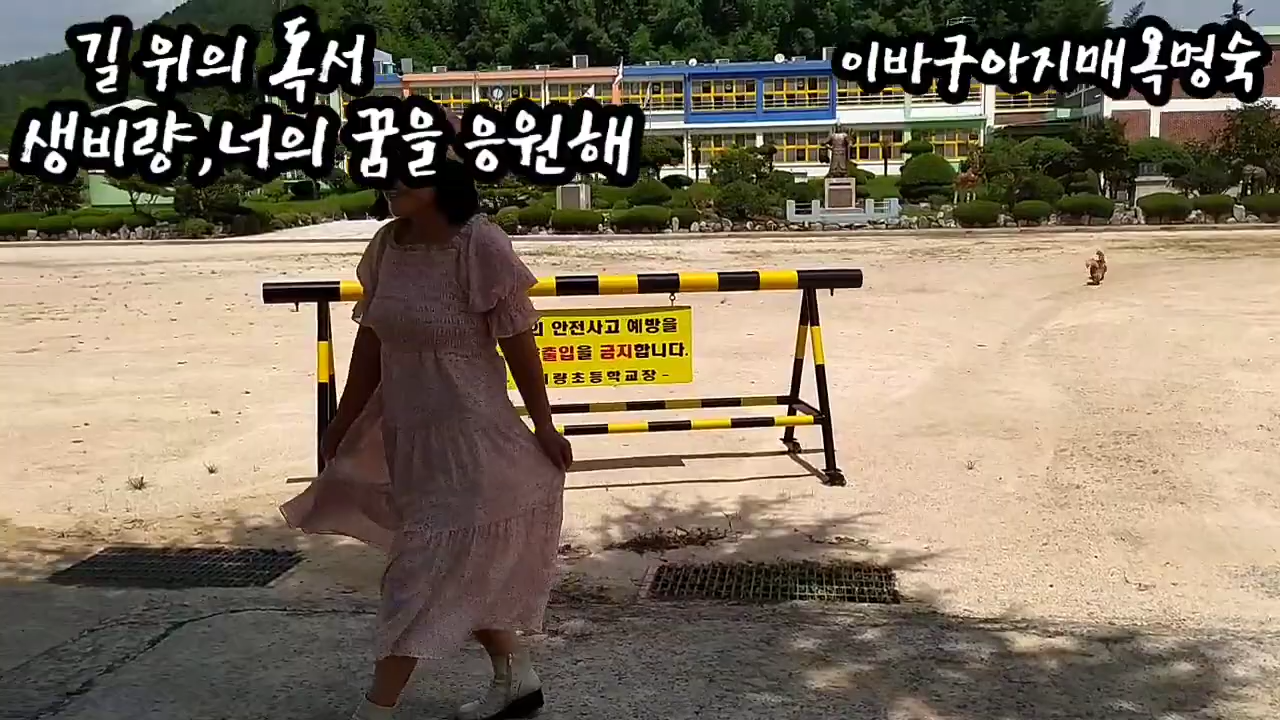 길 위의 독서
생비량,너의 꿈을 응원해
이바구아지매옥명숙
안전사고 예방을
출입을 금지합니다.
량초등학교장 -